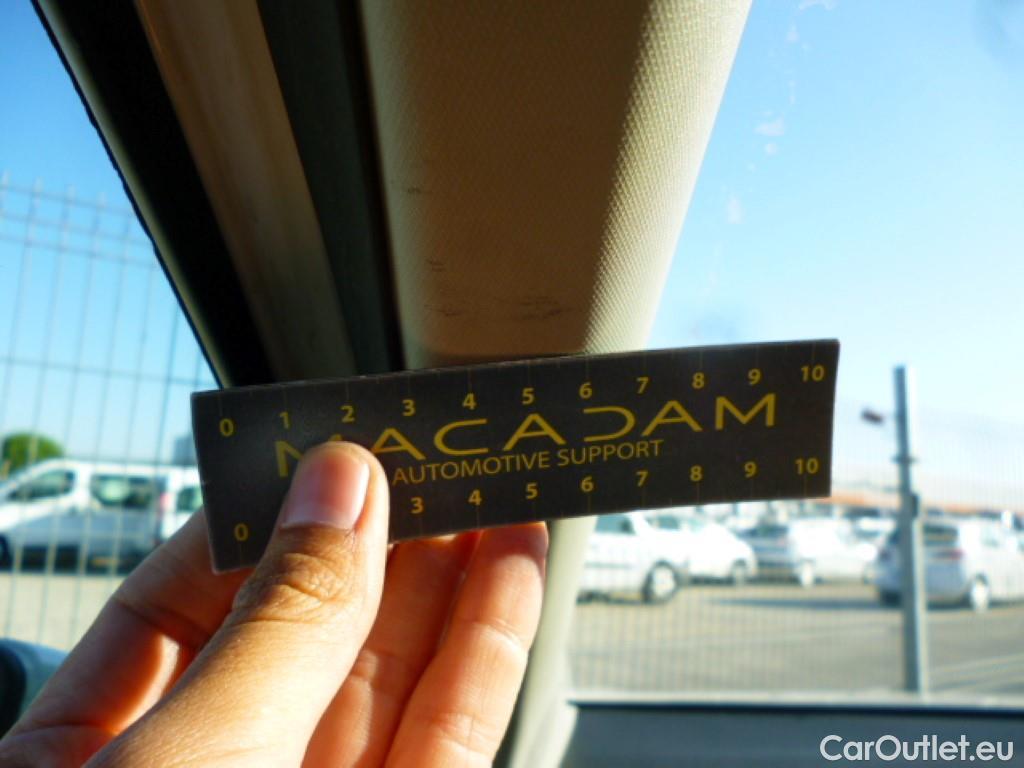 0 1 2 3 4 5 6 7 8 9 10
MACADAM
AUTOMOTIVE SUPPORT
0 3 4 5 6 7 8 9 10
CarOutlet.eu